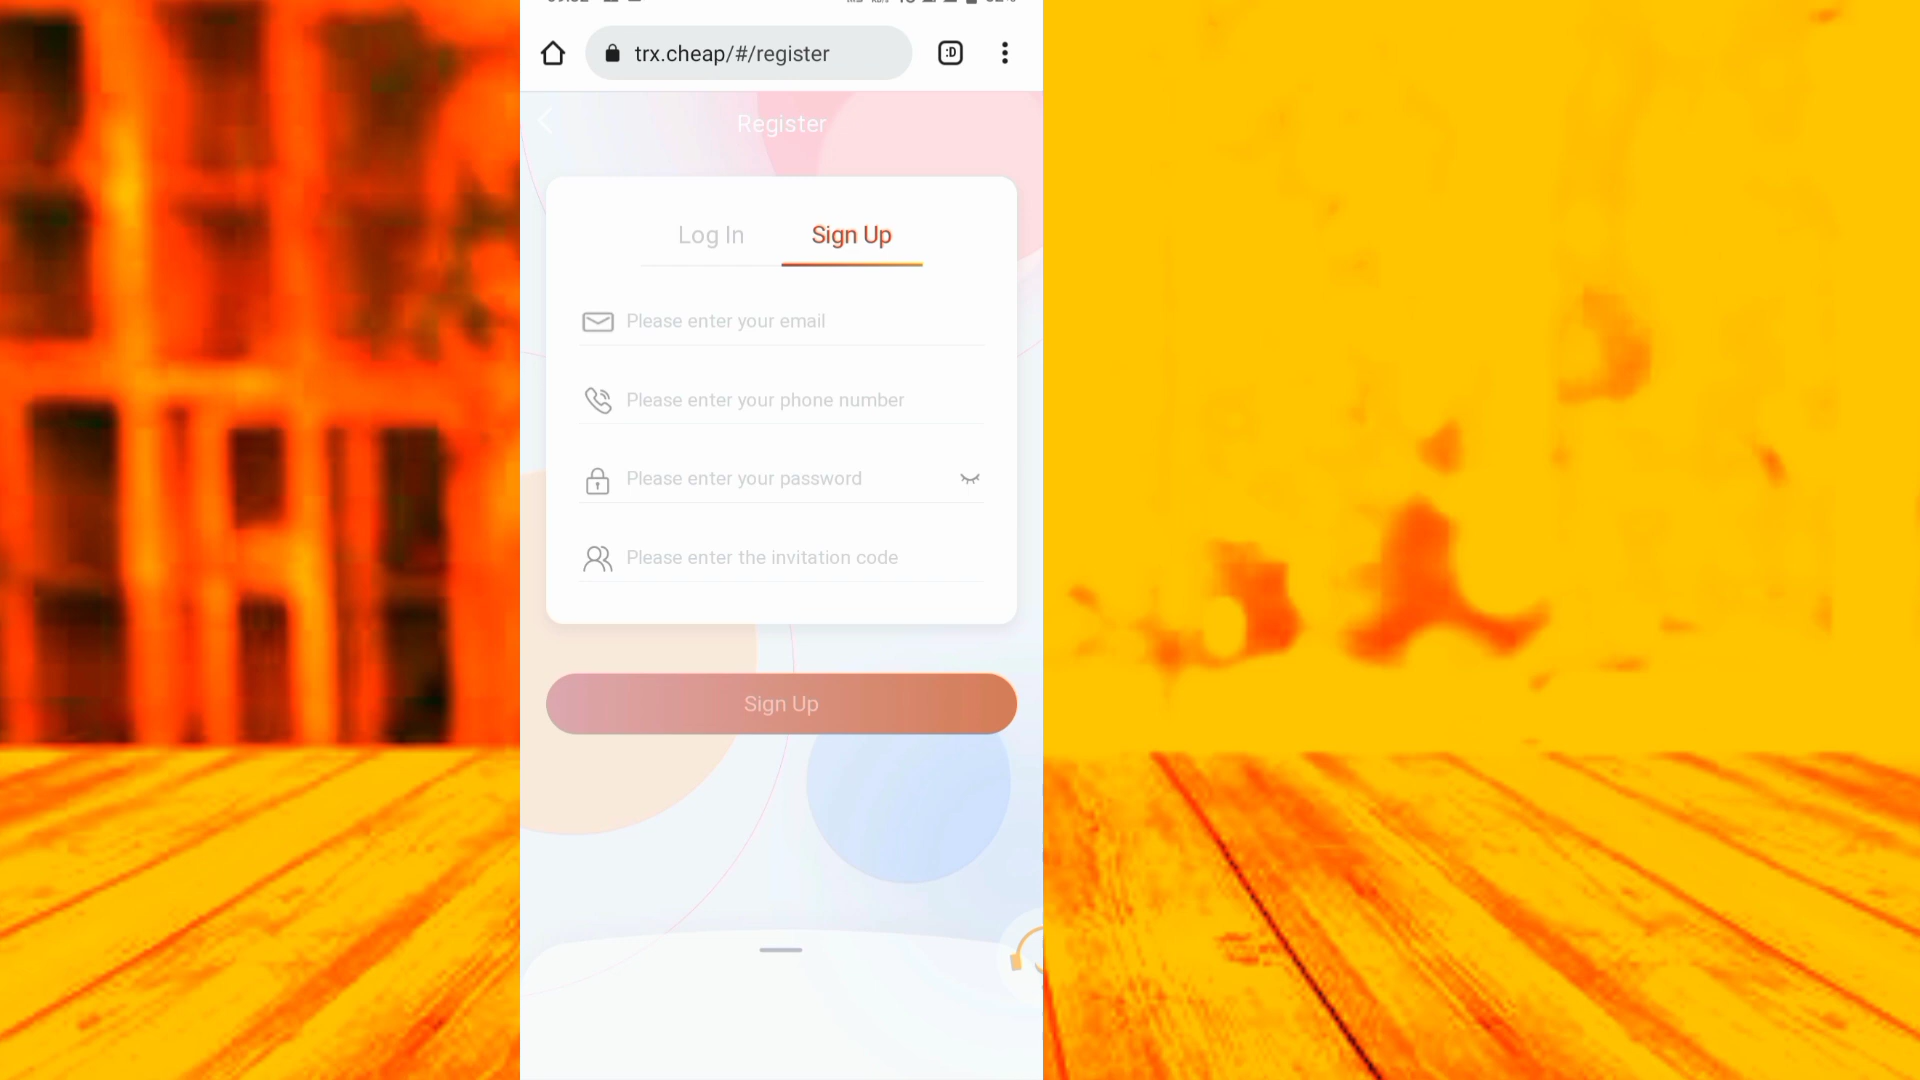 trx.cheap/#/register
:D
Register
Log In
Sign Up
Please enter your email
Please enter your phone number
Please enter your password
Please enter the invitation code
Sign Up